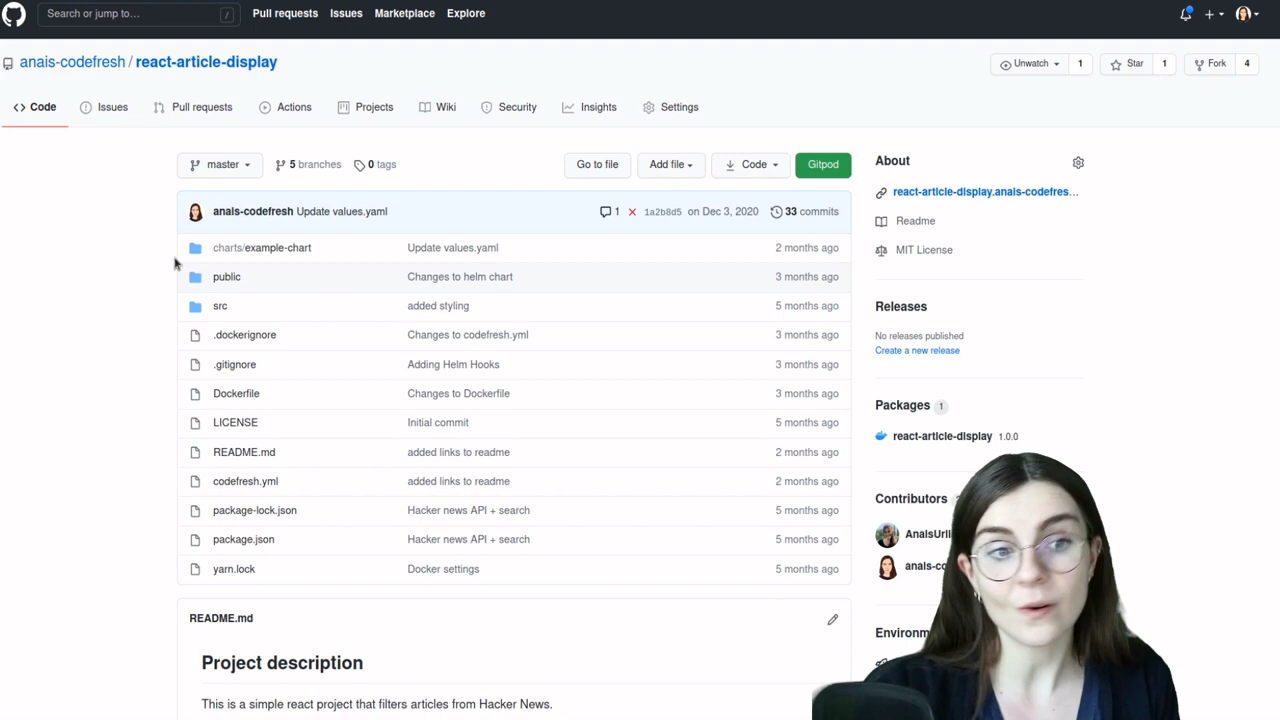 Search or jump to...
/
Pull requests
Issues
Marketplace
Explore
anais-codefresh / react-article-display
Unwatch 1
Star 1
Fork 4
Code
Issues
Pull requests
Actions
Projects
Wiki
Security
Insights
Settings
master
5 branches
0 tags
Go to file
Add file
Code
Gitpod
anais-codefresh Update values.yaml
1
1a2b8d5 on Dec 3, 2020
33 commits
charts/example-chart Update values.yaml 2 months ago
public Changes to helm chart 3 months ago
src added styling 5 months ago
.dockerignore Changes to codefresh.yml 3 months ago
.gitignore Adding Helm Hooks 3 months ago
Dockerfile Changes to Dockerfile 3 months ago
LICENSE Initial commit 5 months ago
README.md added links to readme 2 months ago
codefresh.yml added links to readme 2 months ago
package-lock.json Hacker news API + search 5 months ago
package.json Hacker news API + search 5 months ago
yarn.lock Docker settings 5 months ago
README.md
Project description
This is a simple react project that filters articles from Hacker News.
About
react-article-display.anais-codefres...
Readme
MIT License
Releases
No releases published
Create a new release
Packages 1
react-article-display 1.0.0
Contributors
AnaisUrli
anais-co
Environm